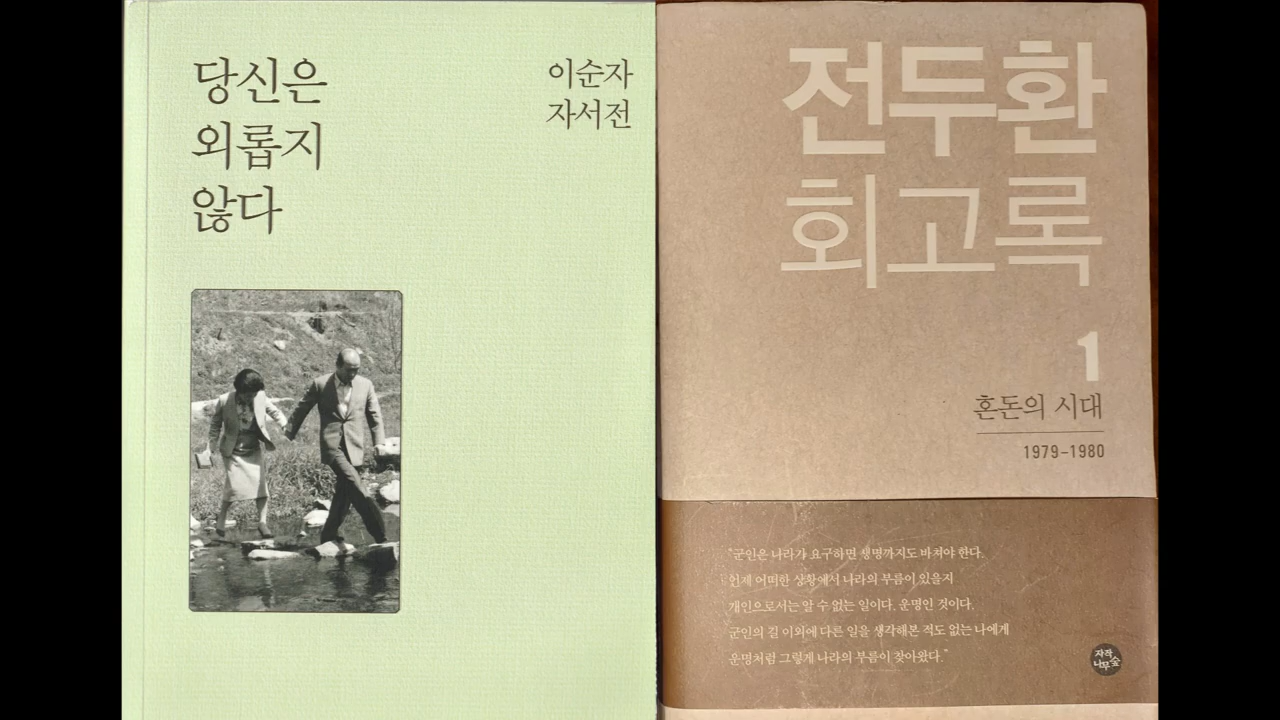 당신은
외롭지
않다
이순자
자서전
전두환
회고록
1
혼돈의 시대
1979-1980
"군인은 나라가 요구하면 생명까지도 바쳐야 한다.
언제 어떠한 상황에서 나라의 부름이 있을지
개인으로서는 알 수 없는 일이다. 운명인 것이다.
군인의 길 이외에 다른 일을 생각해본 적도 없는 나에게
운명처럼 그렇게 나라의 부름이 찾아왔다."
자작
나무숲